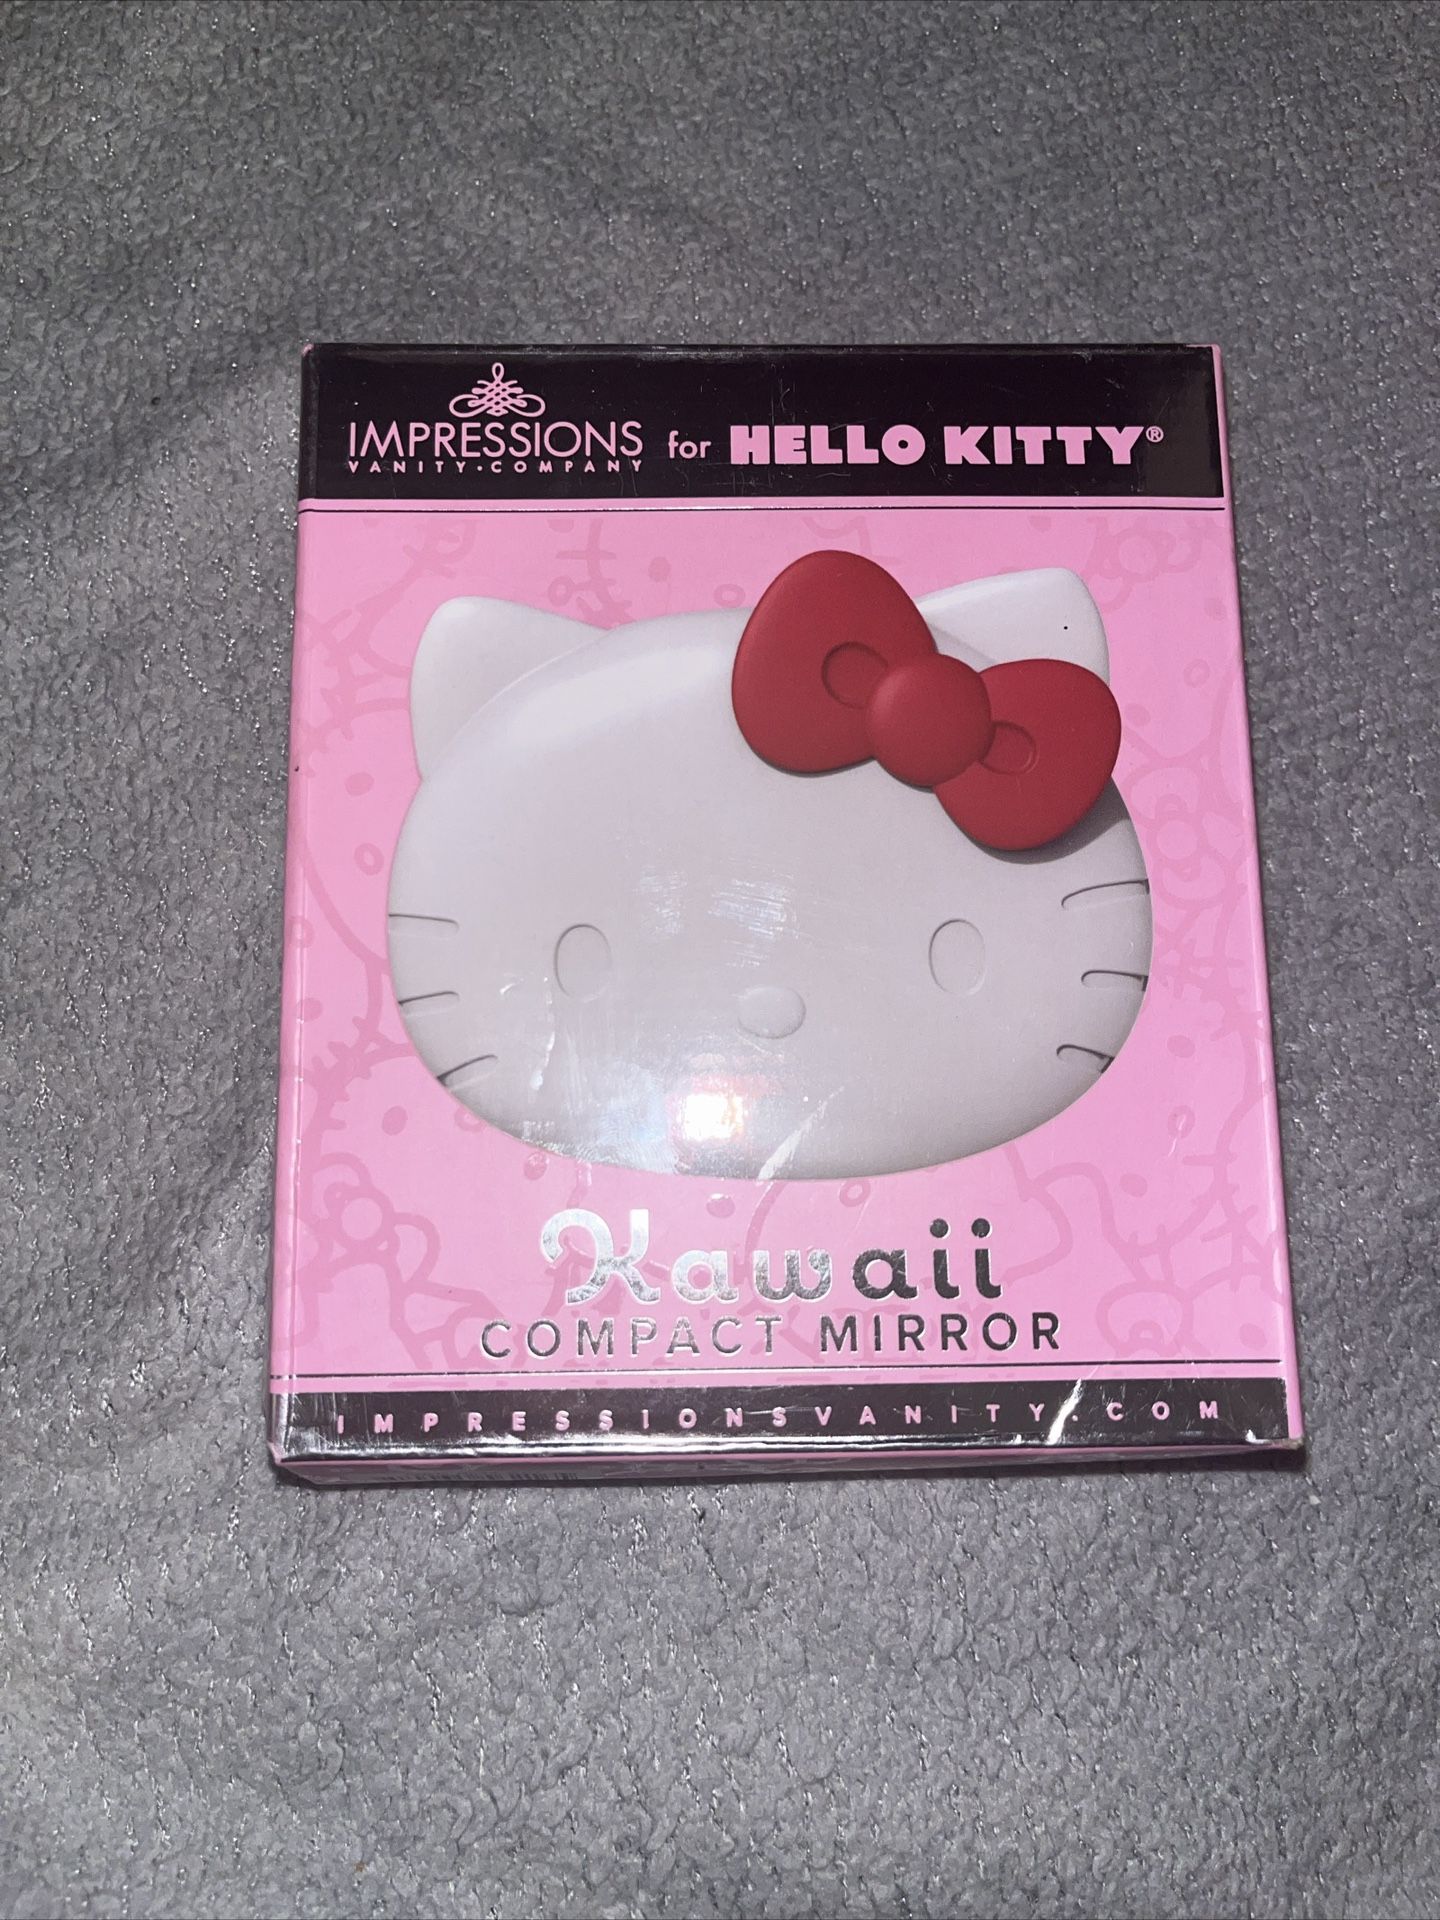 IMPRESSIONS for HELLO KITTY®
VANITY·COMPANY
Kawaii
COMPACT MIRROR
IMPRESSIONSVANITY.COM